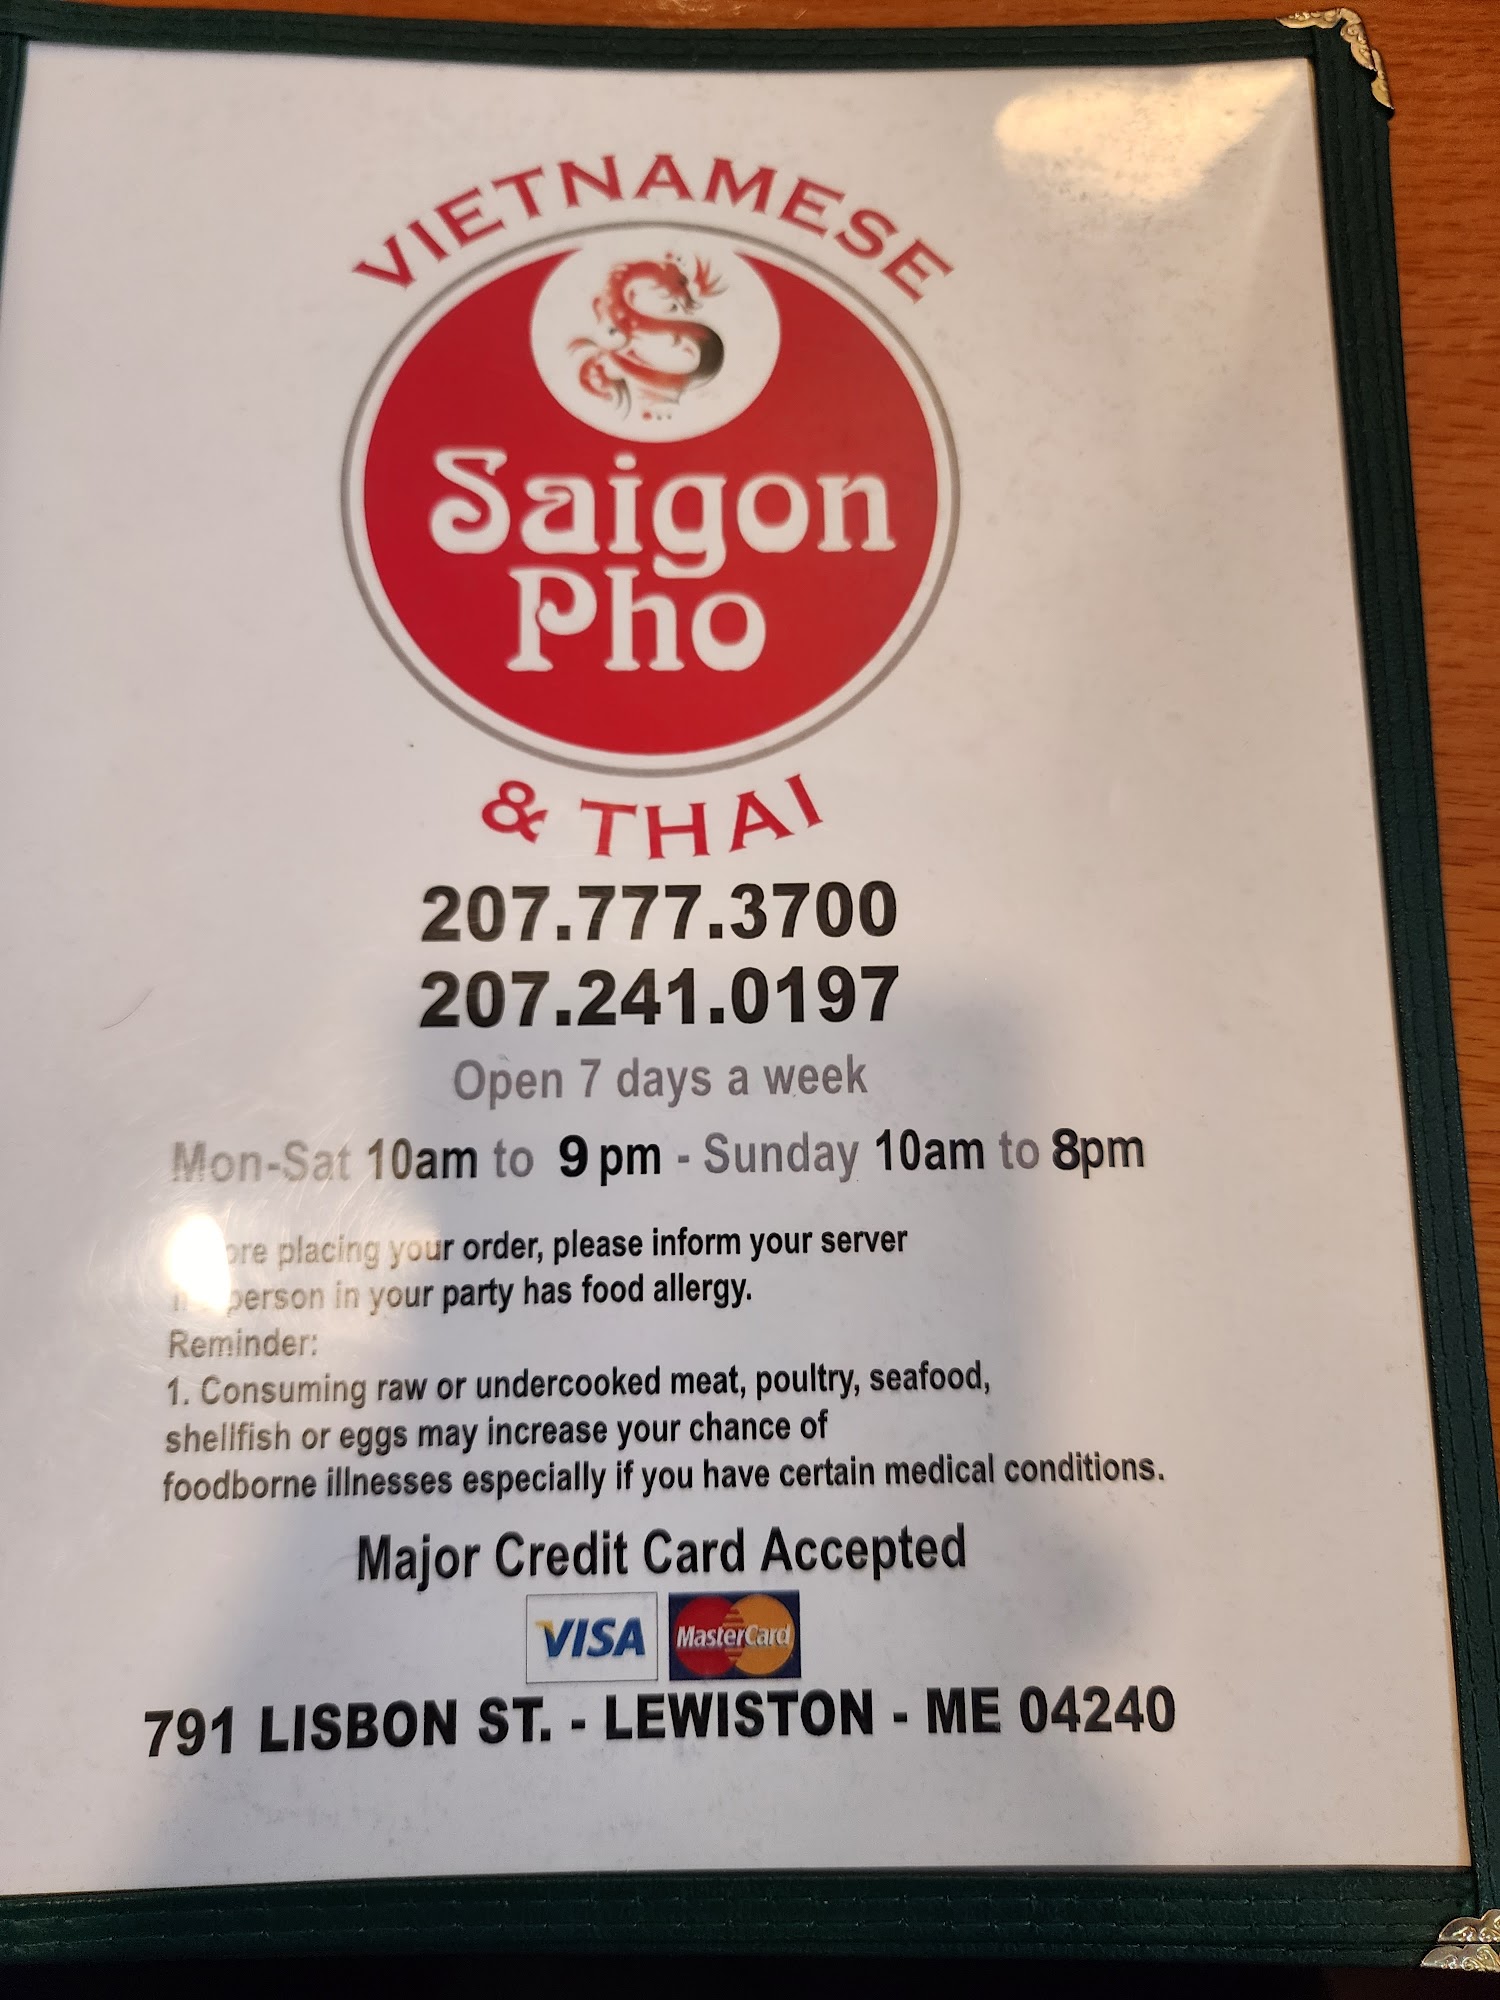 VIETNAMESE
Saigon
Pho
& THAI
207.777.3700
207.241.0197
Open 7 days a week
Mon-Sat 10am to 9 pm - Sunday 10am to 8pm
placing your order, please inform your server
person in your party has food allergy.
Reminder:
1. Consuming raw or undercooked meat, poultry, seafood,
shellfish or eggs may increase your chance of
foodborne illnesses especially if you have certain medical conditions.
Major Credit Card Accepted
VISA MasterCard
791 LISBON ST. - LEWISTON - ME 04240